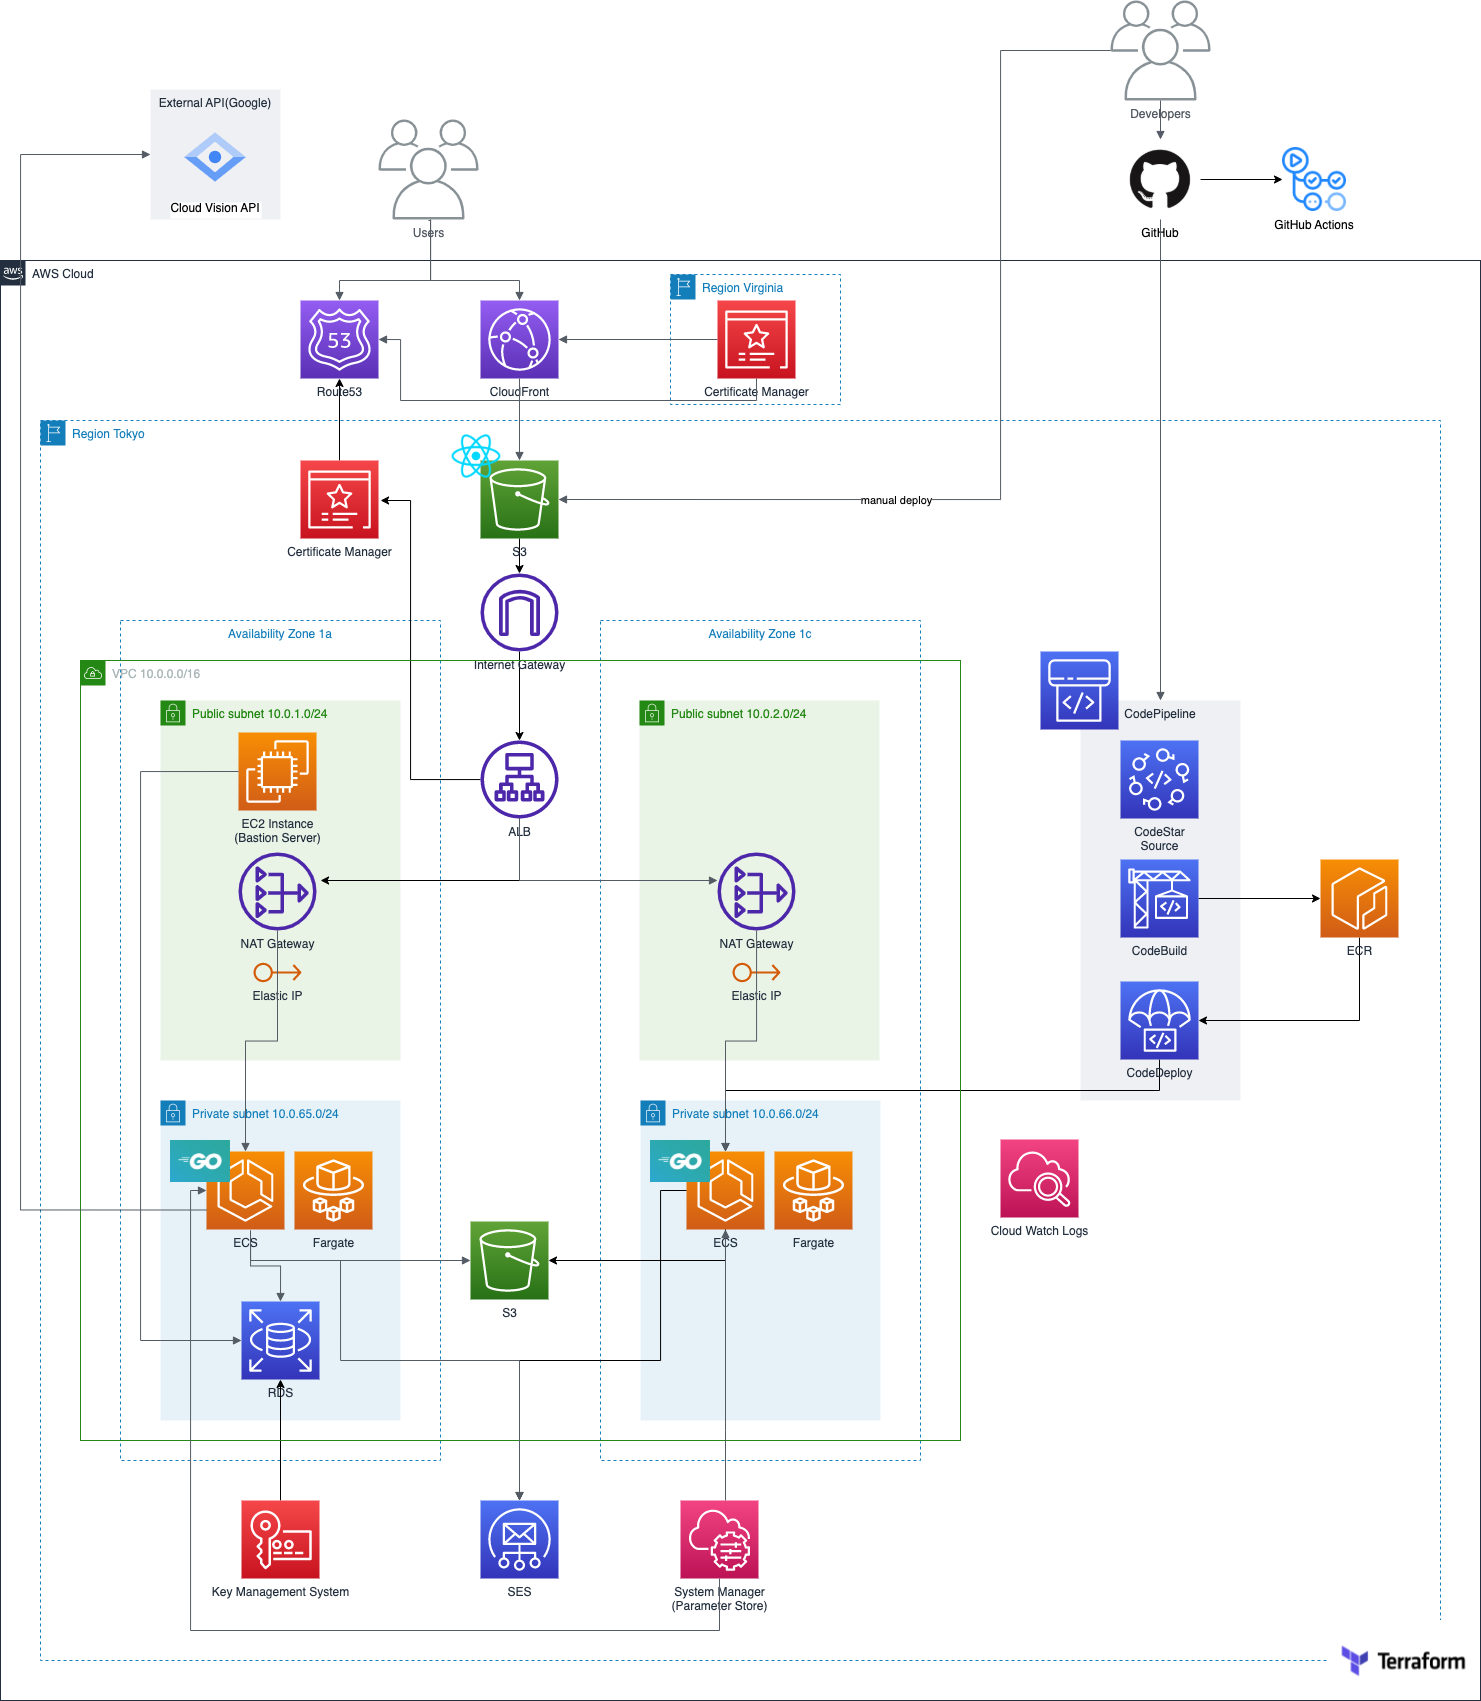 Developers
External API(Google)
Cloud Vision API
Users
GitHub
GitHub Actions
aws
AWS Cloud
Region Virginia
53
Route53
CloudFront
Certificate Manager
Region Tokyo
manual deploy
Certificate Manager
S3
Availability Zone 1a
Availability Zone 1c
Internet Gateway
VPC 10.0.0.0/16
Public subnet 10.0.1.0/24
Public subnet 10.0.2.0/24
CodePipeline
EC2 Instance
(Bastion Server)
ALB
CodeStar
Source
NAT Gateway
NAT Gateway
CodeBuild
ECR
Elastic IP
Elastic IP
CodeDeploy
Private subnet 10.0.65.0/24
Private subnet 10.0.66.0/24
GO
GO
ECS
Fargate
ECS
Fargate
Cloud Watch Logs
S3
RDS
Key Management System
SES
System Manager
(Parameter Store)
Terraform